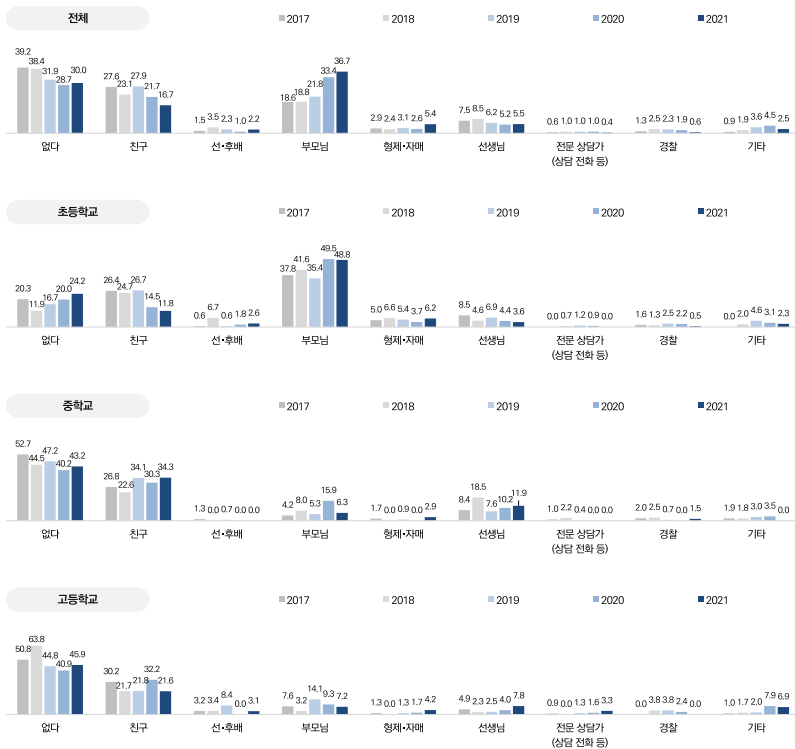 전체
2017 2018 2019 2020 2021
39.2 38.4 31.9 28.7 30.0 27.6 23.1 27.9 21.7 16.7 1.5 3.5 2.3 1.0 2.2 18.6 18.8 21.8 33.4 36.7 2.9 2.4 3.1 2.6 5.4 7.5 8.5 6.2 5.2 5.5 0.6 1.0 1.0 1.0 0.4 1.3 2.5 2.3 1.9 0.6 0.9 1.9 3.6 4.5 2.5
없다 친구 선·후배 부모님 형제·자매 선생님 전문 상담가 경찰 기타
(상담 전화 등)
초등학교
2017 2018 2019 2020 2021
20.3 11.9 16.7 20.0 24.2 26.4 24.7 26.7 14.5 11.8 0.6 6.7 0.6 1.8 2.6 37.8 41.6 35.4 49.5 48.8 5.0 6.6 5.4 3.7 6.2 8.5 4.6 6.9 4.4 3.6 0.0 0.7 1.2 0.9 0.0 1.6 1.3 2.5 2.2 0.5 0.0 2.0 4.6 3.1 2.3
없다 친구 선·후배 부모님 형제·자매 선생님 전문 상담가 경찰 기타
(상담 전화 등)
중학교
2017 2018 2019 2020 2021
52.7 44.5 47.2 40.2 43.2 26.8 22.6 34.1 30.3 34.3 1.3 0.0 0.7 0.0 0.0 4.2 8.0 5.3 15.9 6.3 1.7 0.0 0.9 0.0 2.9 8.4 18.5 7.6 10.2 11.9 1.0 2.2 0.4 0.0 0.0 2.0 2.5 0.7 0.0 1.5 1.9 1.8 3.0 3.5 0.0
없다 친구 선·후배 부모님 형제·자매 선생님 전문 상담가 경찰 기타
(상담 전화 등)
고등학교
2017 2018 2019 2020 2021
50.8 63.8 44.8 40.9 45.9 30.2 21.7 21.8 32.2 21.6 3.2 3.4 8.4 0.0 3.1 7.6 3.2 14.1 9.3 7.2 1.3 0.0 1.3 1.7 4.2 4.9 2.3 2.5 4.0 7.8 0.9 0.0 1.3 1.6 3.3 0.0 3.8 3.8 2.4 0.0 1.0 1.7 2.0 7.9 6.9
없다 친구 선·후배 부모님 형제·자매 선생님 전문 상담가 경찰 기타
(상담 전화 등)